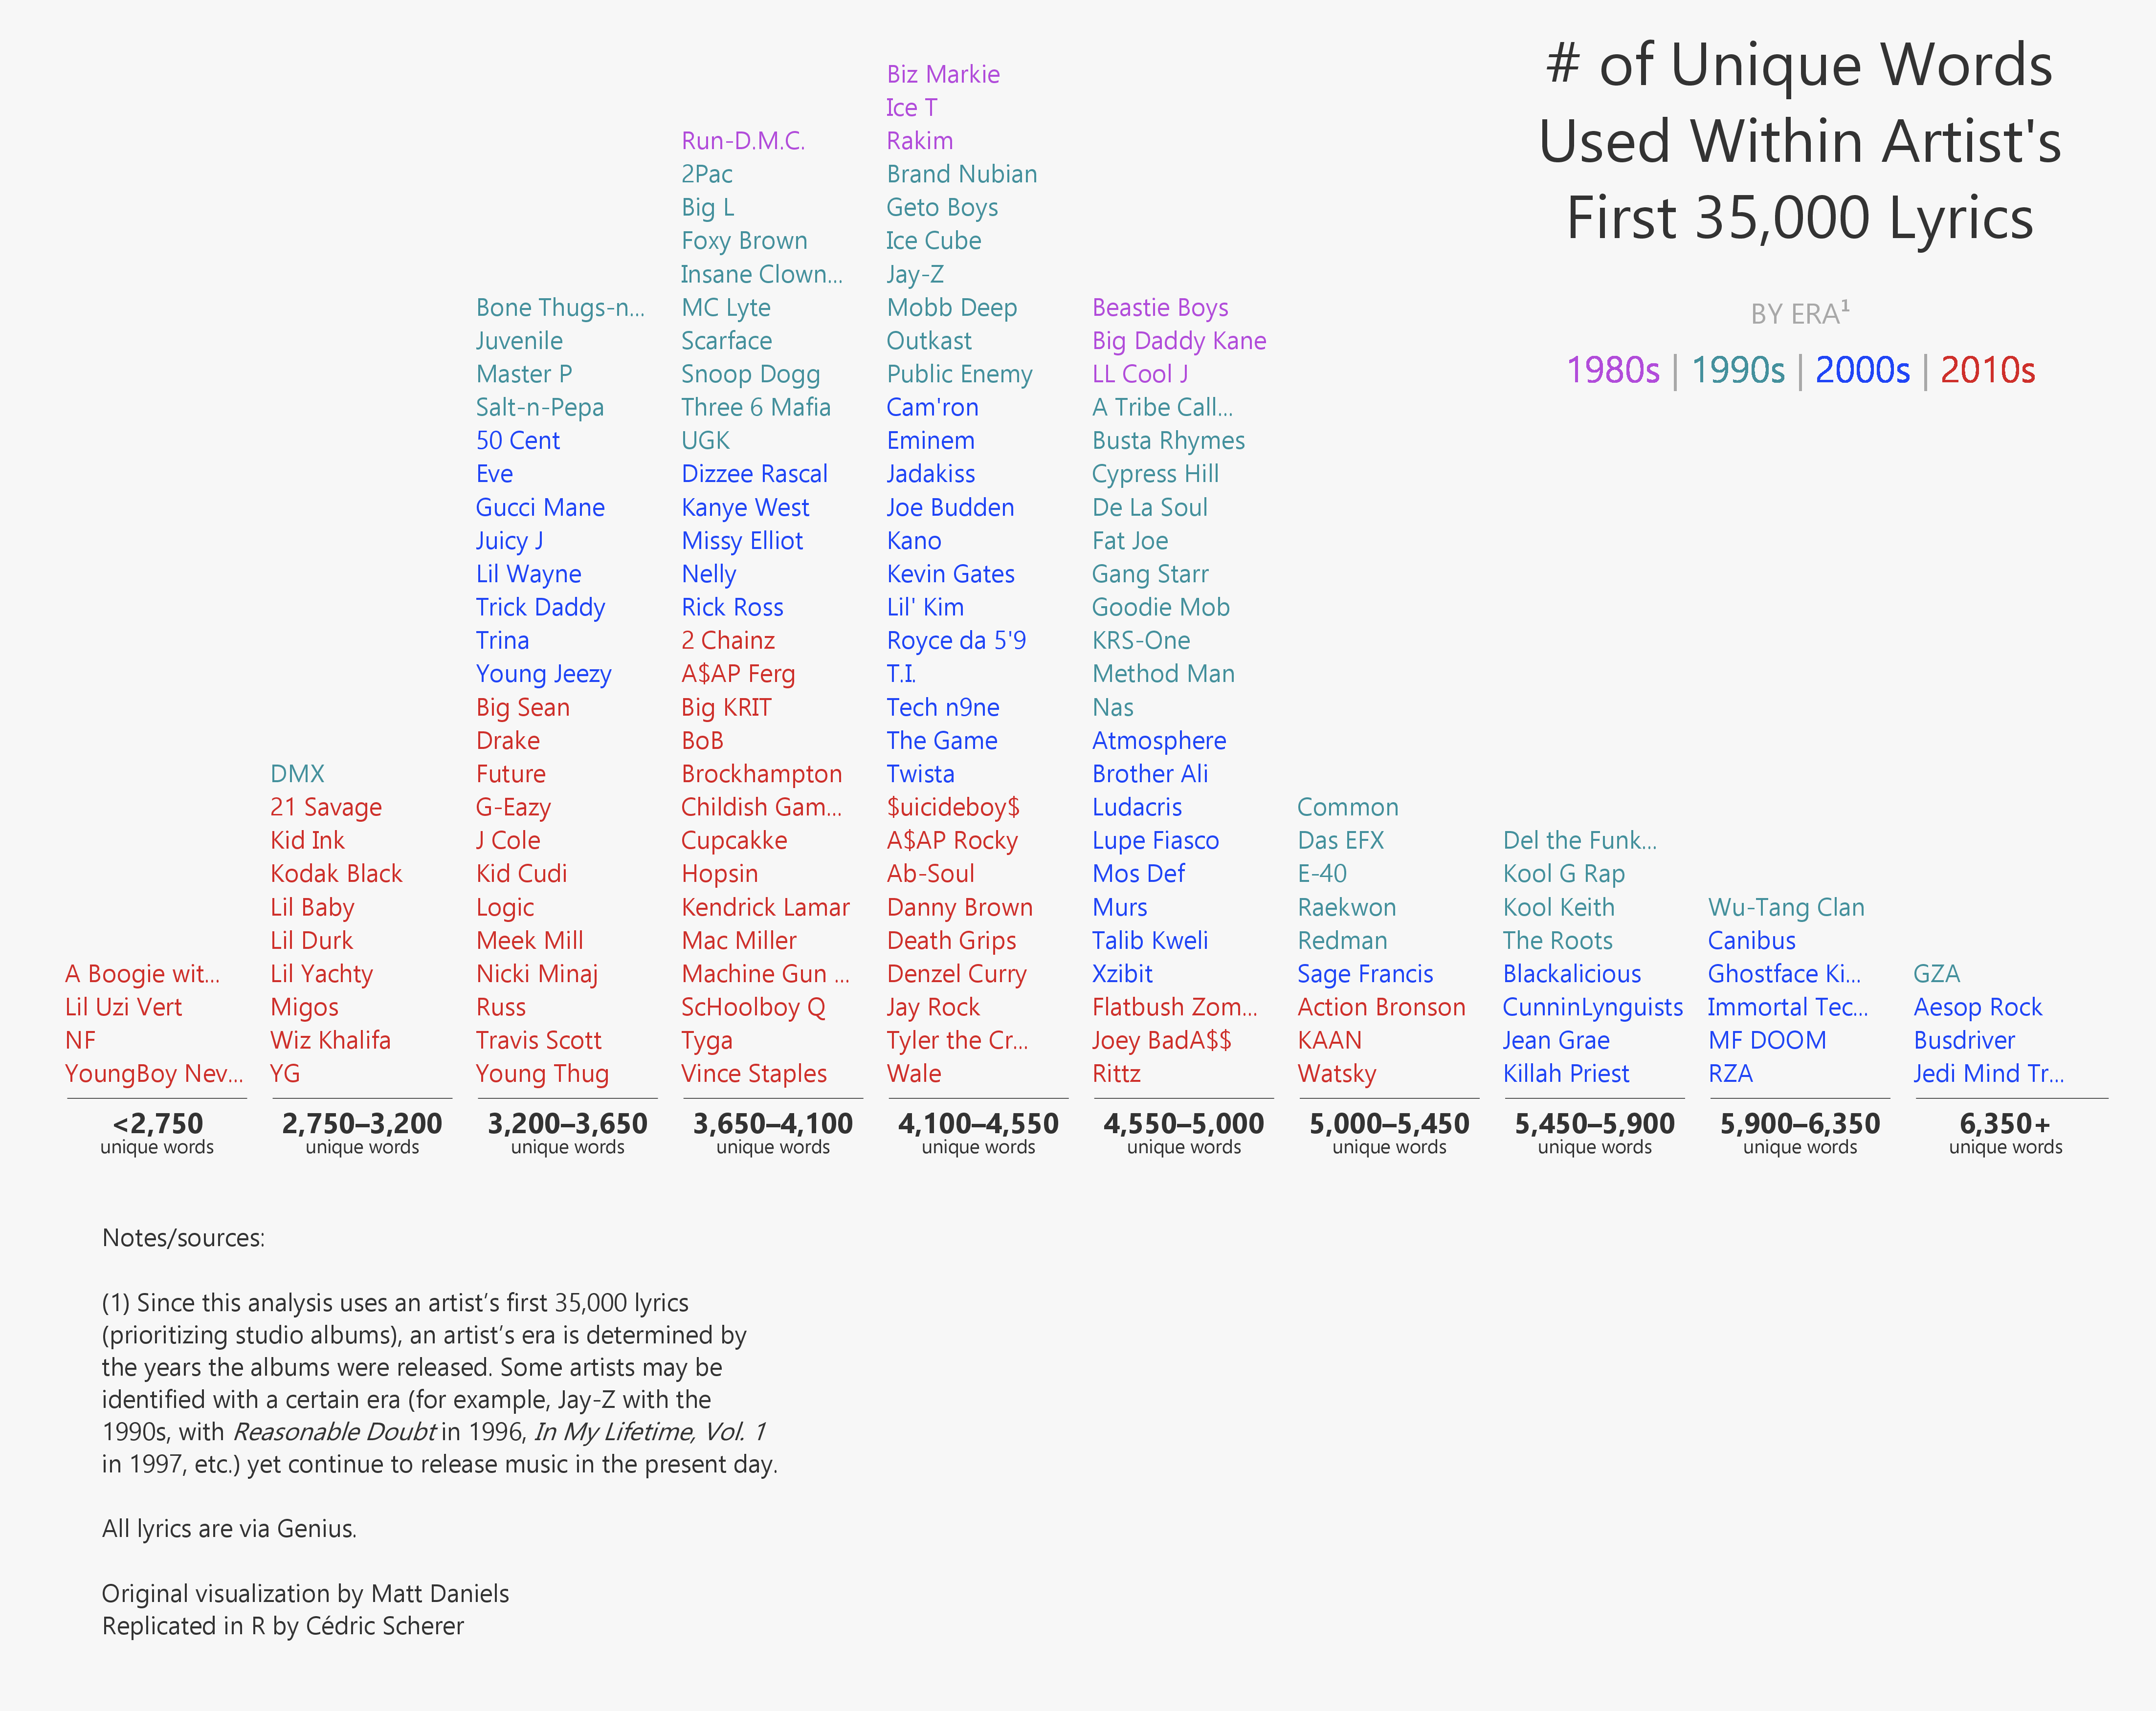 # of Unique Words
Used Within Artist's
First 35,000 Lyrics
BY ERA¹
1980s | 1990s | 2000s | 2010s
A Boogie wit...
Lil Uzi Vert
NF
YoungBoy Nev...
<2,750
unique words
DMX
21 Savage
Kid Ink
Kodak Black
Lil Baby
Lil Durk
Lil Yachty
Migos
Wiz Khalifa
YG
2,750–3,200
unique words
Bone Thugs-n...
Juvenile
Master P
Salt-n-Pepa
50 Cent
Eve
Gucci Mane
Juicy J
Lil Wayne
Trick Daddy
Trina
Young Jeezy
Big Sean
Drake
Future
G-Eazy
J Cole
Kid Cudi
Logic
Meek Mill
Nicki Minaj
Russ
Travis Scott
Young Thug
3,200–3,650
unique words
Run-D.M.C.
2Pac
Big L
Foxy Brown
Insane Clown...
MC Lyte
Scarface
Snoop Dogg
Three 6 Mafia
UGK
Dizzee Rascal
Kanye West
Missy Elliot
Nelly
Rick Ross
2 Chainz
A$AP Ferg
Big KRIT
BoB
Brockhampton
Childish Gam...
Cupcakke
Hopsin
Kendrick Lamar
Mac Miller
Machine Gun ...
ScHoolboy Q
Tyga
Vince Staples
3,650–4,100
unique words
Biz Markie
Ice T
Rakim
Brand Nubian
Geto Boys
Ice Cube
Jay-Z
Mobb Deep
Outkast
Public Enemy
Cam'ron
Eminem
Jadakiss
Joe Budden
Kano
Kevin Gates
Lil' Kim
Royce da 5'9
T.I.
Tech n9ne
The Game
Twista
$uicideboy$
A$AP Rocky
Ab-Soul
Danny Brown
Death Grips
Denzel Curry
Jay Rock
Tyler the Cr...
Wale
4,100–4,550
unique words
Beastie Boys
Big Daddy Kane
LL Cool J
A Tribe Call...
Busta Rhymes
Cypress Hill
De La Soul
Fat Joe
Gang Starr
Goodie Mob
KRS-One
Method Man
Nas
Atmosphere
Brother Ali
Ludacris
Lupe Fiasco
Mos Def
Murs
Talib Kweli
Xzibit
Flatbush Zom...
Joey BadA$$
Rittz
4,550–5,000
unique words
Common
Das EFX
E-40
Raekwon
Redman
Sage Francis
Action Bronson
KAAN
Watsky
5,000–5,450
unique words
Del the Funk...
Kool G Rap
Kool Keith
The Roots
Blackalicious
CunninLynguists
Jean Grae
Killah Priest
5,450–5,900
unique words
Wu-Tang Clan
Canibus
Ghostface Ki...
Immortal Tec...
MF DOOM
RZA
5,900–6,350
unique words
GZA
Aesop Rock
Busdriver
Jedi Mind Tr...
6,350+
unique words
Notes/sources:
(1) Since this analysis uses an artist’s first 35,000 lyrics
(prioritizing studio albums), an artist’s era is determined by
the years the albums were released. Some artists may be
identified with a certain era (for example, Jay-Z with the
1990s, with Reasonable Doubt in 1996, In My Lifetime, Vol. 1
in 1997, etc.) yet continue to release music in the present day.
All lyrics are via Genius.
Original visualization by Matt Daniels
Replicated in R by Cédric Scherer